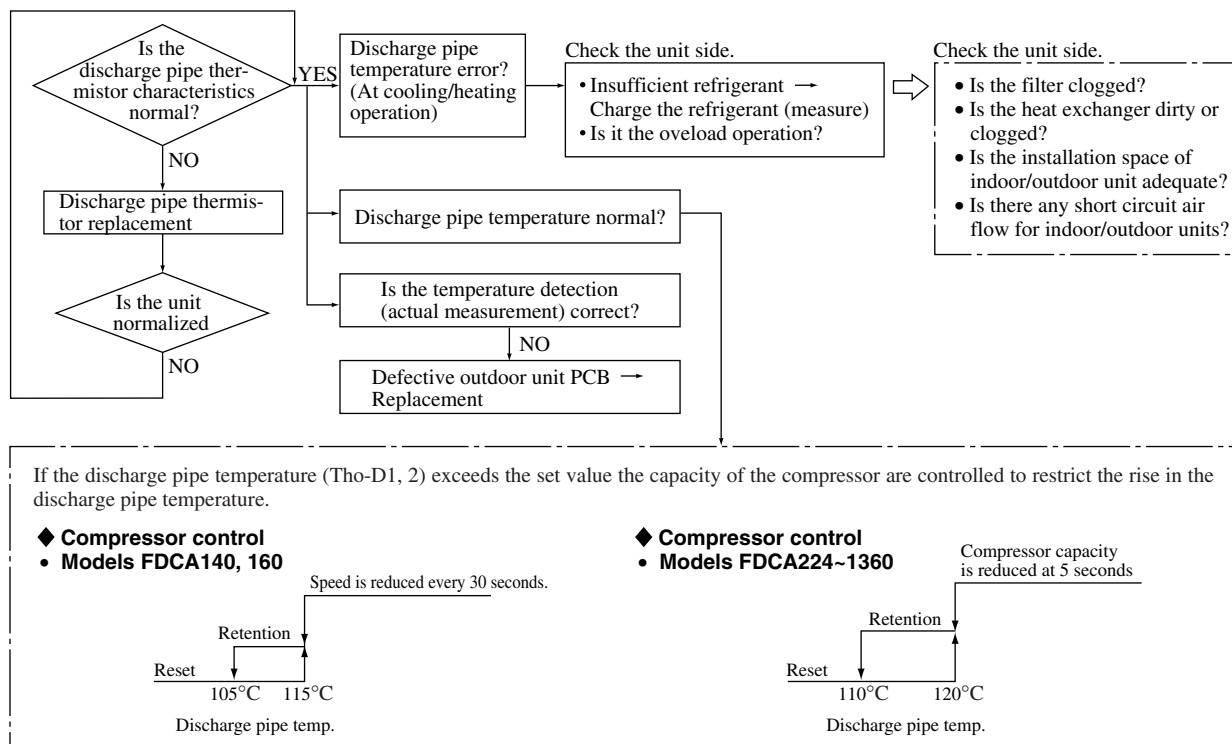 Is the
discharge pipe ther-
mistor characteristics
normal?
YES
NO
Discharge pipe thermis-
tor replacement
Is the unit
normalized
NO
Discharge pipe
temperature error?
(At cooling/heating
operation)
Check the unit side.
• Insufficient refrigerant →
Charge the refrigerant (measure)
• Is it the oveload operation?
Check the unit side.
• Is the filter clogged?
• Is the heat exchanger dirty or
clogged?
• Is the installation space of
indoor/outdoor unit adequate?
• Is there any short circuit air
flow for indoor/outdoor units?
Discharge pipe temperature normal?
Is the temperature detection
(actual measurement) correct?
NO
Defective outdoor unit PCB →
Replacement
If the discharge pipe temperature (Tho-D1, 2) exceeds the set value the capacity of the compressor are controlled to restrict the rise in the
discharge pipe temperature.
◆ Compressor control
• Models FDCA140, 160
Speed is reduced every 30 seconds.
Retention
Reset
105°C 115°C
Discharge pipe temp.
◆ Compressor control
• Models FDCA224~1360
Compressor capacity
is reduced at 5 seconds
Retention
Reset
110°C 120°C
Discharge pipe temp.